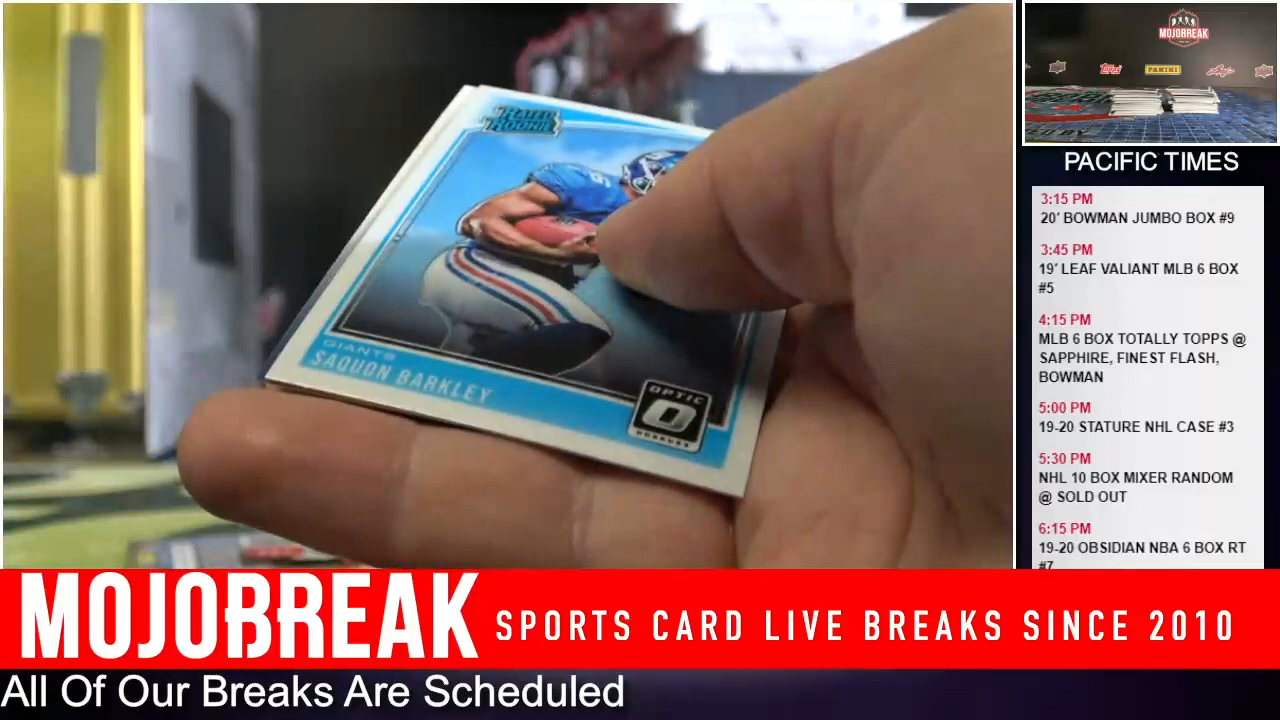 RATED
ROOKIE
GIANTS
SAQUON BARKLEY
OPTIC
DONRUSS
MOJOBREAK
TOPPS
PANINI
Leaf
PACIFIC TIMES
3:15 PM
20' BOWMAN JUMBO BOX #9
3:45 PM
19' LEAF VALIANT MLB 6 BOX
#5
4:15 PM
MLB 6 BOX TOTALLY TOPPS @
SAPPHIRE, FINEST FLASH,
BOWMAN
5:00 PM
19-20 STATURE NHL CASE #3
5:30 PM
NHL 10 BOX MIXER RANDOM
@ SOLD OUT
6:15 PM
19-20 OBSIDIAN NBA 6 BOX RT
#7
MOJOBREAK SPORTS CARD LIVE BREAKS SINCE 2010
All Of Our Breaks Are Scheduled